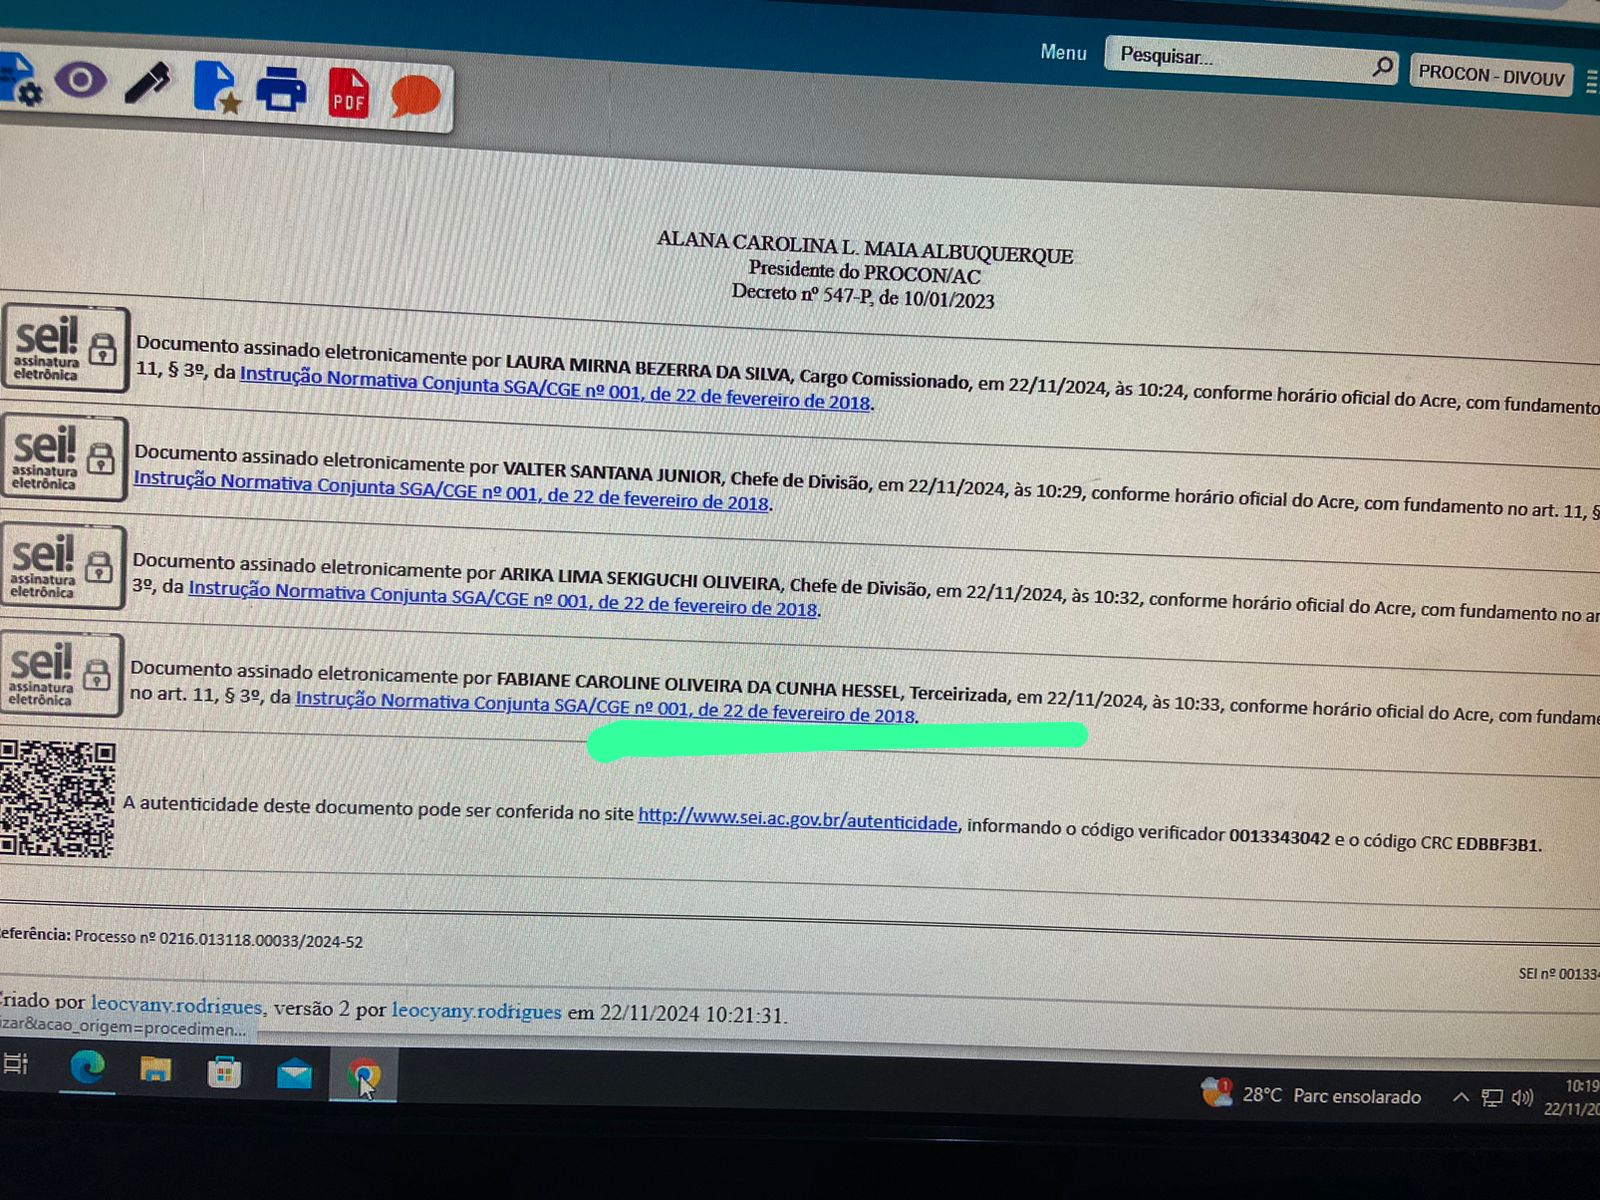 Menu
Pesquisar...
PROCON - DIVOUV
PDF
ALANA CAROLINA L. MAIA ALBUQUERQUE
Presidente do PROCON/AC
Decreto nº 547-P, de 10/01/2023
sei!
assinatura
eletrônica
Documento assinado eletronicamente por LAURA MIRNA BEZERRA DA SILVA, Cargo Comissionado, em 22/11/2024, às 10:24, conforme horário oficial do Acre, com fundamento
11, § 3º, da Instrução Normativa Conjunta SGA/CGE nº 001, de 22 de fevereiro de 2018.
sei!
assinatura
eletrônica
Documento assinado eletronicamente por VALTER SANTANA JUNIOR, Chefe de Divisão, em 22/11/2024, às 10:29, conforme horário oficial do Acre, com fundamento no art. 11, §
Instrução Normativa Conjunta SGA/CGE nº 001, de 22 de fevereiro de 2018.
sei!
assinatura
eletrônica
Documento assinado eletronicamente por ARIKA LIMA SEKIGUCHI OLIVEIRA, Chefe de Divisão, em 22/11/2024, às 10:32, conforme horário oficial do Acre, com fundamento no ar
3º, da Instrução Normativa Conjunta SGA/CGE nº 001, de 22 de fevereiro de 2018.
sei!
assinatura
eletrônica
Documento assinado eletronicamente por FABIANE CAROLINE OLIVEIRA DA CUNHA HESSEL, Terceirizada, em 22/11/2024, às 10:33, conforme horário oficial do Acre, com fundame
no art. 11, § 3º, da Instrução Normativa Conjunta SGA/CGE nº 001, de 22 de fevereiro de 2018.
A autenticidade deste documento pode ser conferida no site http://www.sei.ac.gov.br/autenticidade, informando o código verificador 0013343042 e o código CRC EDBBF3B1.
eferência: Processo nº 0216.013118.00033/2024-52
SEI nº 00133
Criado por leocyany.rodrigues, versão 2 por leocyany.rodrigues em 22/11/2024 10:21:31.
izar&acao_origem=procedimen...
1
28°C Parc ensolarado
10:19
22/11/20